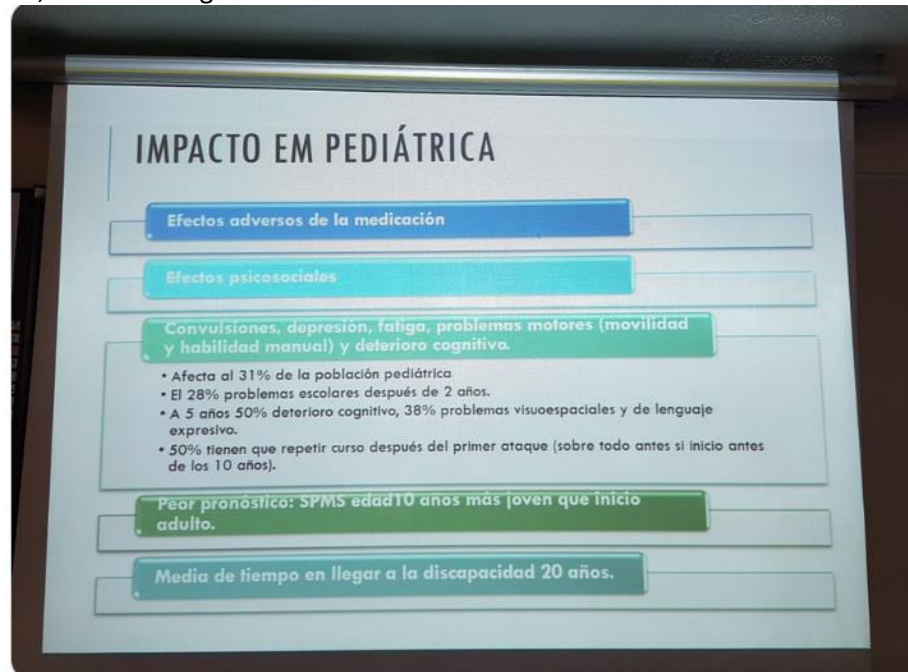 IMPACTO EM PEDIÁTRICA
Efectos adversos de la medicación
Efectos psicosociales
Convulsiones, depresión, fatiga, problemas motores (movilidad
y habilidad manual) y deterioro cognitivo.
• Afecta al 31% de la población pediátrica
• El 28% problemas escolares después de 2 años.
• A 5 años 50% deterioro cognitivo, 38% problemas visuoespaciales y de lenguaje
expresivo.
• 50% tienen que repetir curso después del primer ataque (sobre todo antes si inicio antes
de los 10 años).
Peor pronóstico: SPMS edad10 años más joven que inicio
adulto.
Media de tiempo en llegar a la discapacidad 20 años.